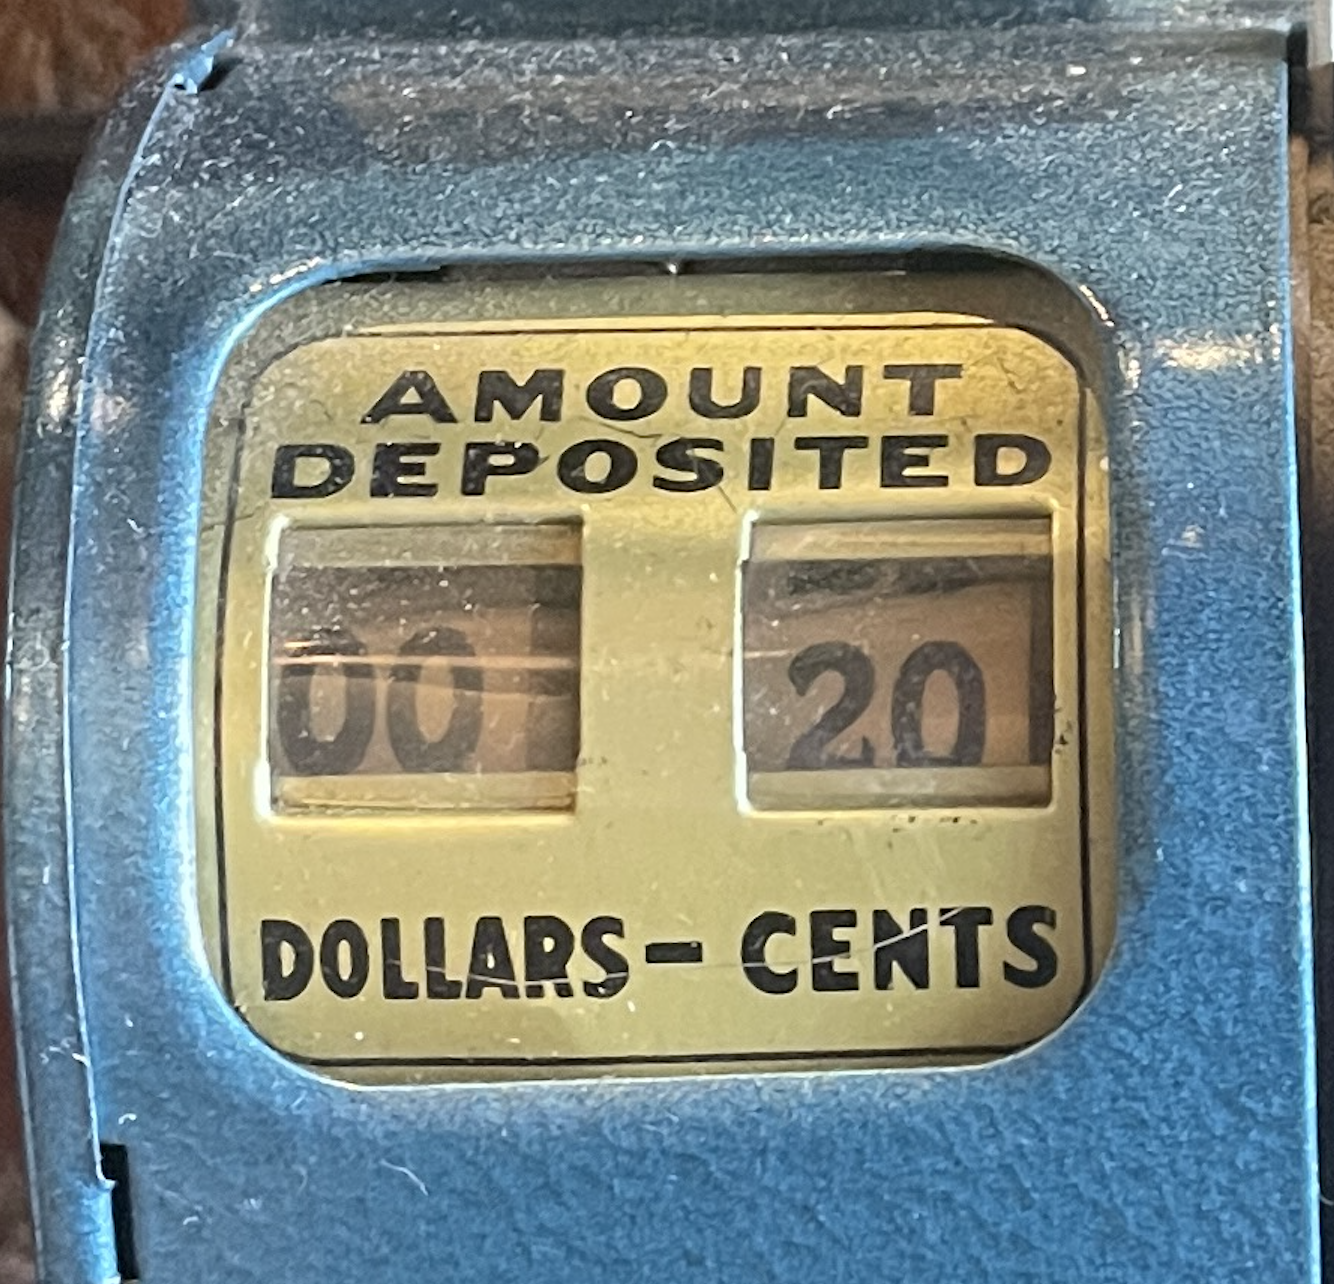 AMOUNT
DEPOSITED
00 20
DOLLARS - CENTS